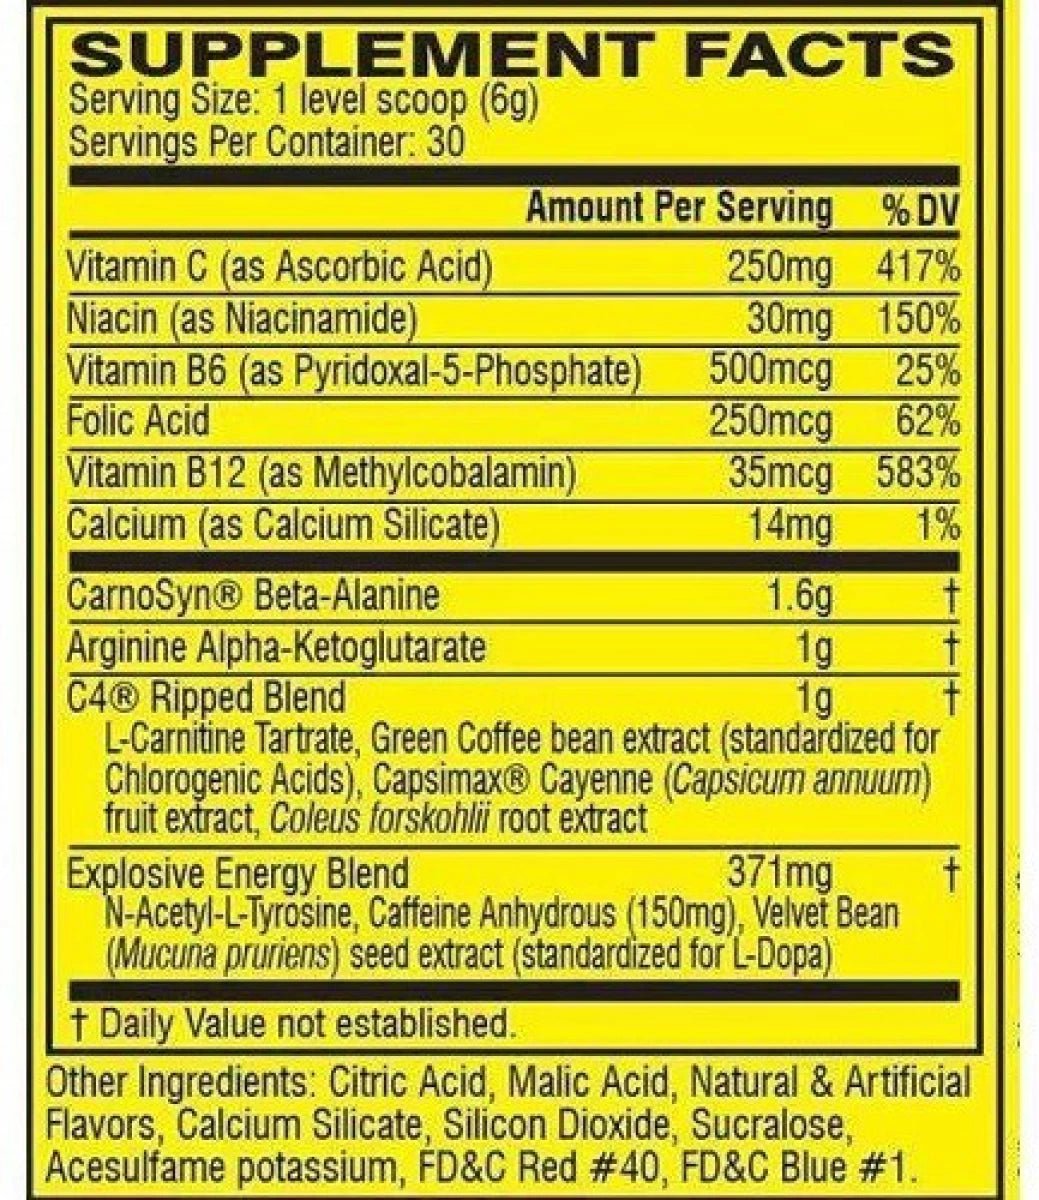 SUPPLEMENT FACTS
Serving Size: 1 level scoop (6g)
Servings Per Container: 30
Amount Per Serving % DV
Vitamin C (as Ascorbic Acid) 250mg 417%
Niacin (as Niacinamide) 30mg 150%
Vitamin B6 (as Pyridoxal-5-Phosphate) 500mcg 25%
Folic Acid 250mcg 62%
Vitamin B12 (as Methylcobalamin) 35mcg 583%
Calcium (as Calcium Silicate) 14mg 1%
CarnoSyn® Beta-Alanine 1.6g †
Arginine Alpha-Ketoglutarate 1g †
C4® Ripped Blend 1g †
L-Carnitine Tartrate, Green Coffee bean extract (standardized for
Chlorogenic Acids), Capsimax® Cayenne (Capsicum annuum)
fruit extract, Coleus forskohlii root extract
Explosive Energy Blend 371mg †
N-Acetyl-L-Tyrosine, Caffeine Anhydrous (150mg), Velvet Bean
(Mucuna pruriens) seed extract (standardized for L-Dopa)
† Daily Value not established.
Other Ingredients: Citric Acid, Malic Acid, Natural & Artificial
Flavors, Calcium Silicate, Silicon Dioxide, Sucralose,
Acesulfame potassium, FD&C Red #40, FD&C Blue #1.